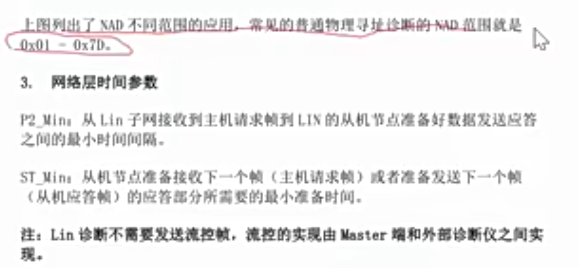 上图列出了 NAD 不同范围的应用，常见的普通物理寻址诊断的 NAD 范围就是
0x01 - 0x7D。
3. 网络层时间参数
P2_Min：从 Lin 子网接收到主机请求帧到 LIN 的从机节点准备好数据发送应答
之间的最小时间间隔。
ST_Min：从机节点准备接收下一个帧（主机请求帧）或者准备发送下一个帧
（从机应答帧）的应答部分所需要的最小准备时间。
注：Lin 诊断不需要发送流控帧，流控的实现由 Master 端和外部诊断仪之间实
现。